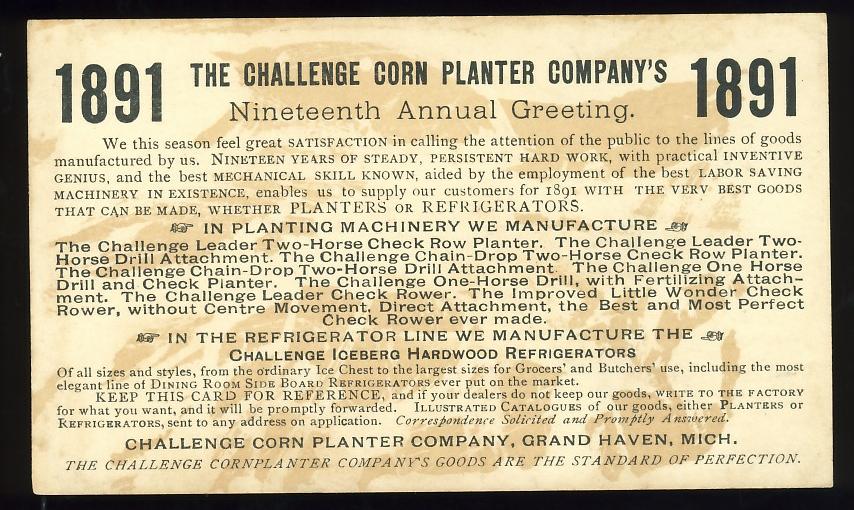 1891 THE CHALLENGE CORN PLANTER COMPANY'S 1891
Nineteenth Annual Greeting.
We this season feel great SATISFACTION in calling the attention of the public to the lines of goods
manufactured by us. NINETEEN YEARS OF STEADY, PERSISTENT HARD WORK, with practical INVENTIVE
GENIUS, and the best MECHANICAL SKILL KNOWN, aided by the employment of the best LABOR SAVING
MACHINERY IN EXISTENCE, enables us to supply our customers for 1891 WITH THE VERY BEST GOODS
THAT CAN BE MADE, WHETHER PLANTERS OR REFRIGERATORS.
☞ IN PLANTING MACHINERY WE MANUFACTURE ☜
The Challenge Leader Two-Horse Check Row Planter. The Challenge Leader Two-
Horse Drill Attachment. The Challenge Chain-Drop Two-Horse Cneck Row Planter.
The Challenge Chain-Drop Two-Horse Drill Attachment. The Challenge One Horse
Drill and Check Planter. The Challenge One-Horse Drill, with Fertilizing Attach-
ment. The Challenge Leader Check Rower. The Improved Little Wonder Check
Rower, without Centre Movement, Direct Attachment, the Best and Most Perfect
Check Rower ever made.
☞ IN THE REFRIGERATOR LINE WE MANUFACTURE THE ☜
CHALLENGE ICEBERG HARDWOOD REFRIGERATORS
Of all sizes and styles, from the ordinary Ice Chest to the largest sizes for Grocers' and Butchers' use, including the most
elegant line of DINING ROOM SIDE BOARD REFRIGERATORS ever put on the market.
KEEP THIS CARD FOR REFERENCE, and if your dealers do not keep our goods, WRITE TO THE FACTORY
for what you want, and it will be promptly forwarded. ILLUSTRATED CATALOGUES of our goods, either PLANTERS or
REFRIGERATORS, sent to any address on application. Correspondence Solicited and Promptly Answered.
CHALLENGE CORN PLANTER COMPANY, GRAND HAVEN, MICH.
THE CHALLENGE CORNPLANTER COMPANY'S GOODS ARE THE STANDARD OF PERFECTION.